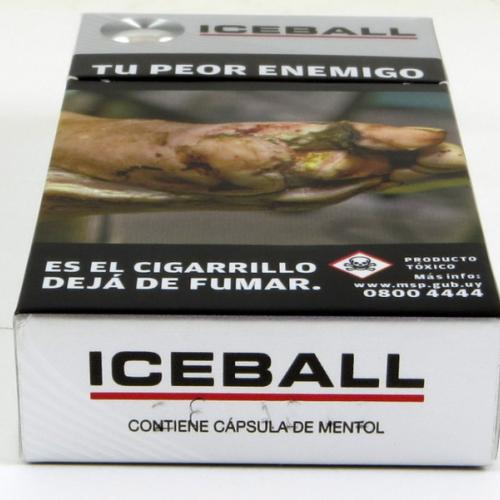 ICEBALL
TU PEOR ENEMIGO
ES EL CIGARRILLO
DEJÁ DE FUMAR.
PRODUCTO
TÓXICO
Más info:
www.msp.gub.uy
0800 4444
ICEBALL
CONTIENE CÁPSULA DE MENTOL